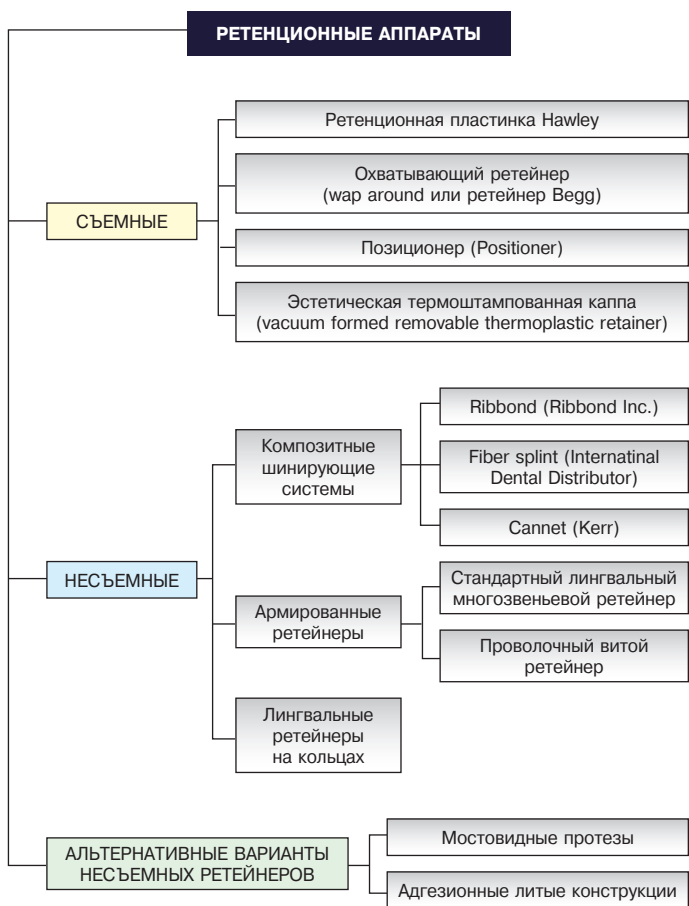 РЕТЕНЦИОННЫЕ АППАРАТЫ
СЪЕМНЫЕ
Ретенционная пластинка Hawley
Охватывающий ретейнер
(wap around или ретейнер Begg)
Позиционер (Positioner)
Эстетическая термоштампованная каппа
(vacuum formed removable thermoplastic retainer)
НЕСЪЕМНЫЕ
Композитные
шинирующие
системы
Ribbond (Ribbond Inc.)
Fiber splint (Internatinal
Dental Distributor)
Cannet (Kerr)
Армированные
ретейнеры
Стандартный лингвальный
многозвеньевой ретейнер
Проволочный витой
ретейнер
Лингвальные
ретейнеры
на кольцах
АЛЬТЕРНАТИВНЫЕ ВАРИАНТЫ
НЕСЪЕМНЫХ РЕТЕЙНЕРОВ
Мостовидные протезы
Адгезионные литые конструкции